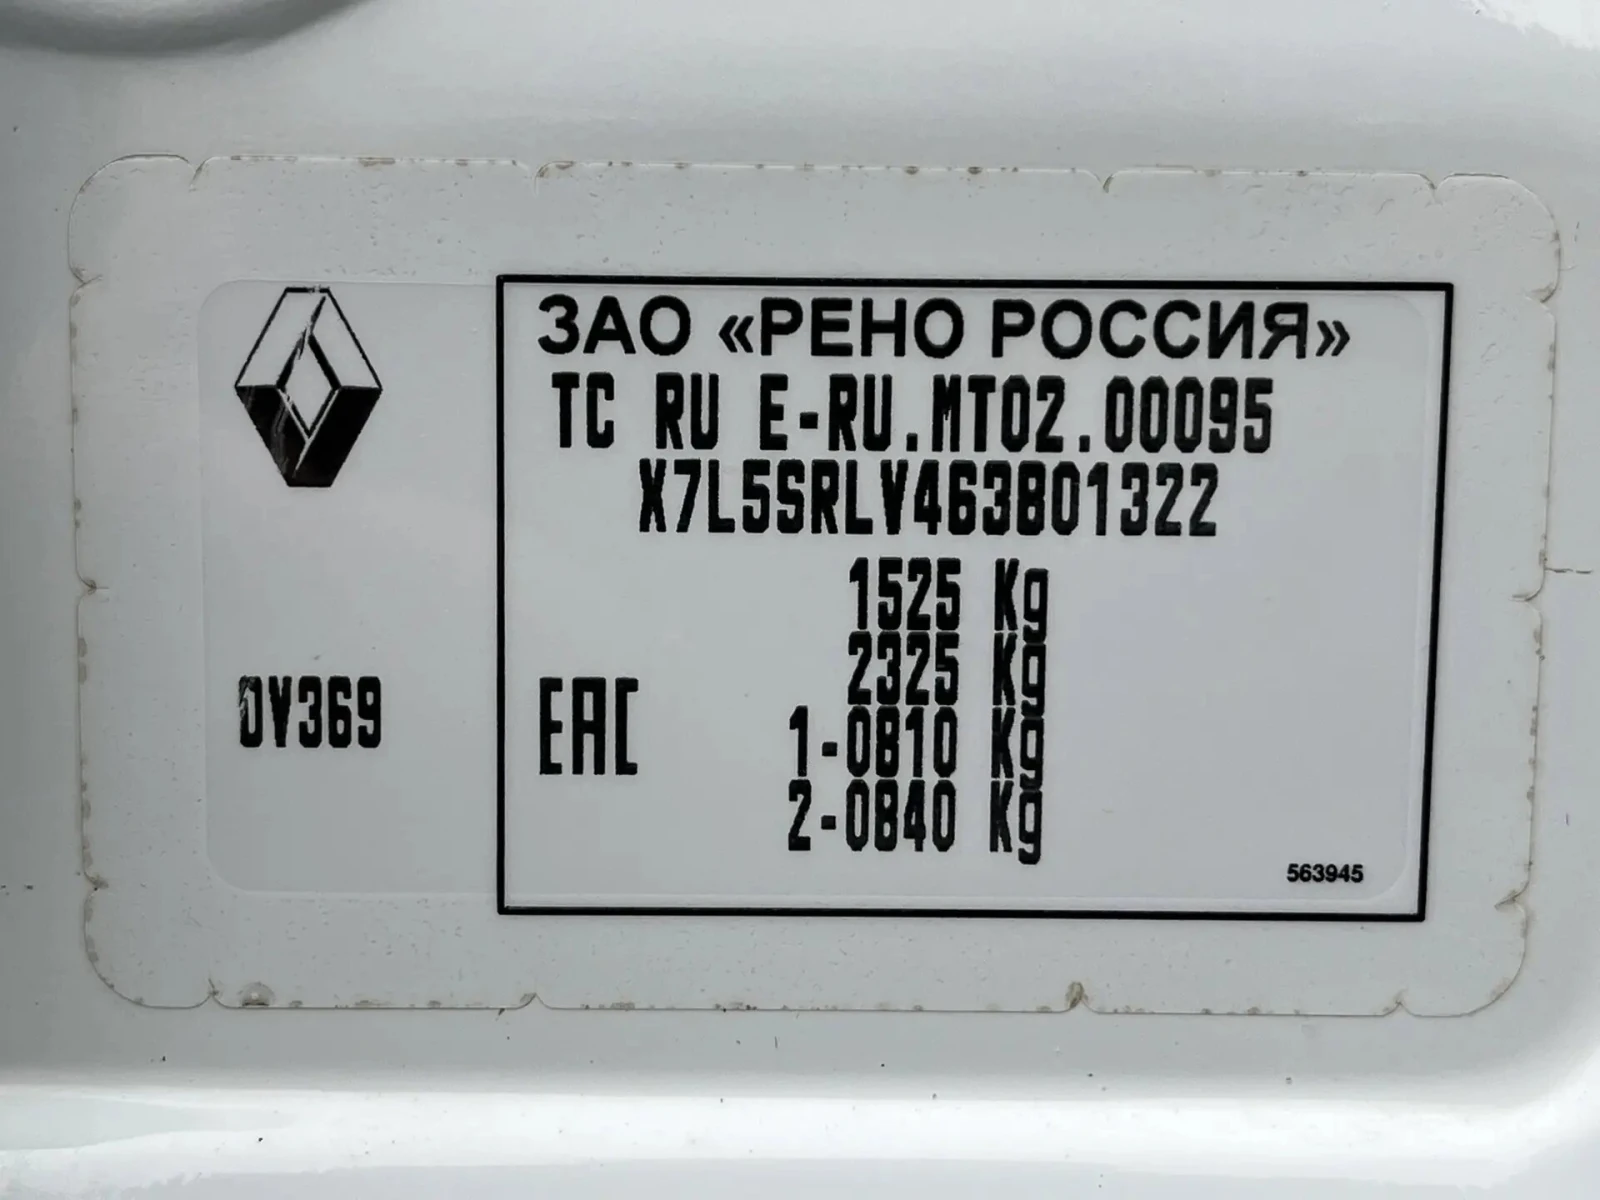 ЗАО «РЕНО РОССИЯ»
TC RU E-RU.MT02.00095
X7L5SRLV463801322
1525 Kg
2325 Kg
1-0810 Kg
2-0840 Kg
EAC
OV369
563945